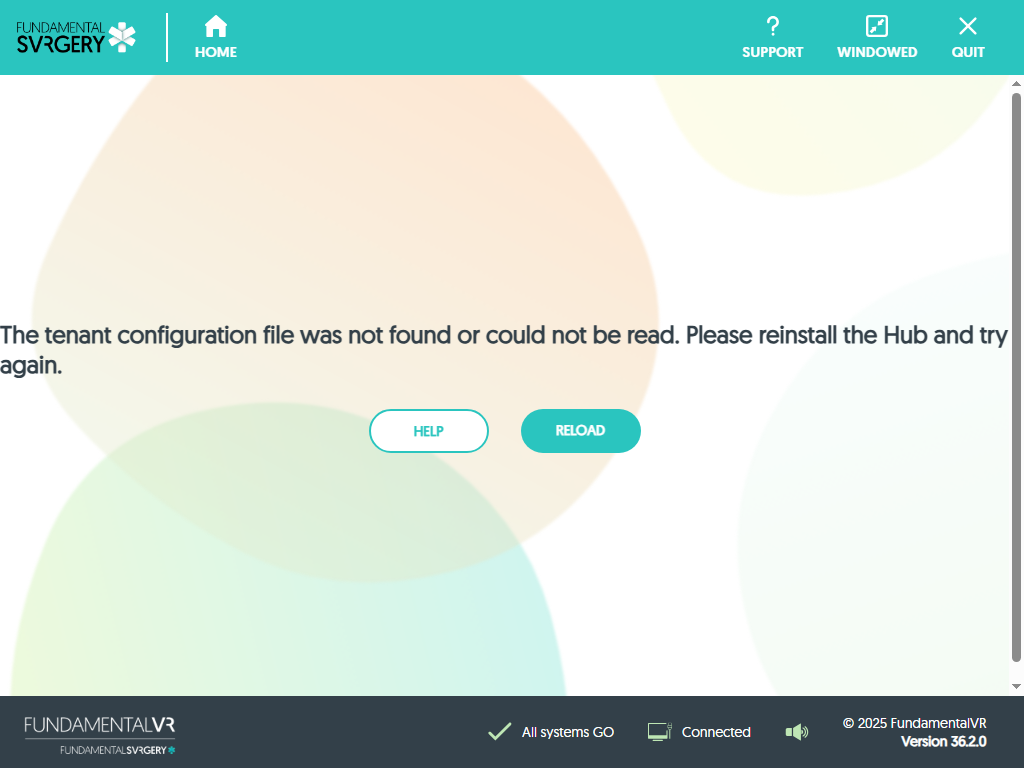 FUNDAMENTAL
SVRGERY
HOME
?
SUPPORT
WINDOWED
QUIT
The tenant configuration file was not found or could not be read. Please reinstall the Hub and try
again.
HELP
RELOAD
FUNDAMENTALVR
FUNDAMENTALSVRGERY
All systems GO
Connected
© 2025 FundamentalVR
Version 36.2.0